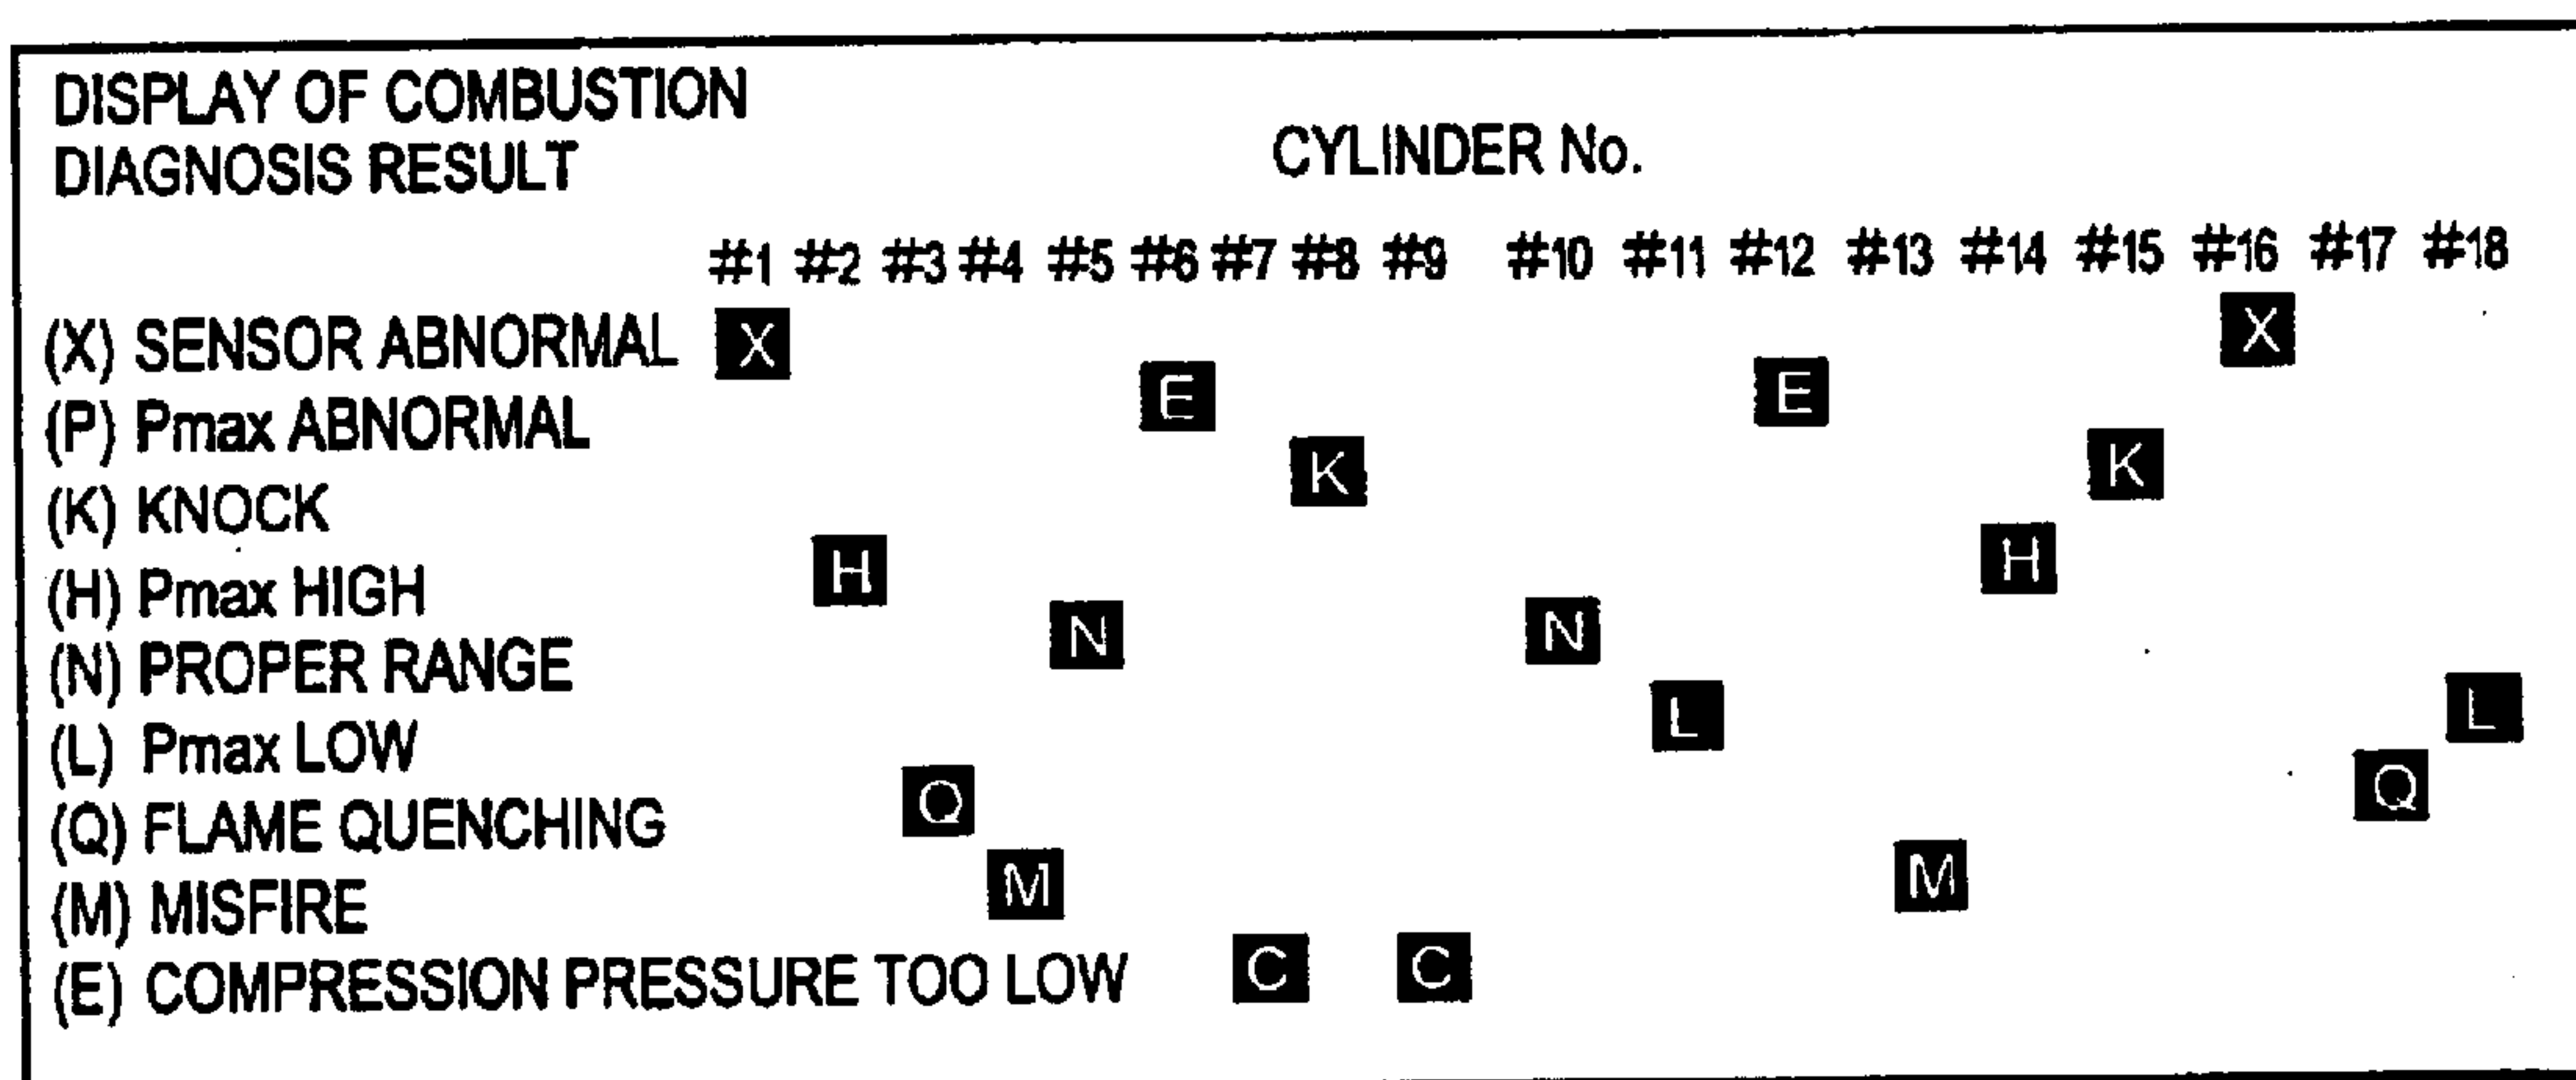 DISPLAY OF COMBUSTION
DIAGNOSIS RESULT
CYLINDER No.
#1 #2 #3 #4 #5 #6 #7 #8 #9 #10 #11 #12 #13 #14 #15 #16 #17 #18
(X) SENSOR ABNORMAL X X
(P) Pmax ABNORMAL E E
(K) KNOCK K K
(H) Pmax HIGH H H
(N) PROPER RANGE N N
(L) Pmax LOW L L
(Q) FLAME QUENCHING Q Q
(M) MISFIRE M M
(E) COMPRESSION PRESSURE TOO LOW C C